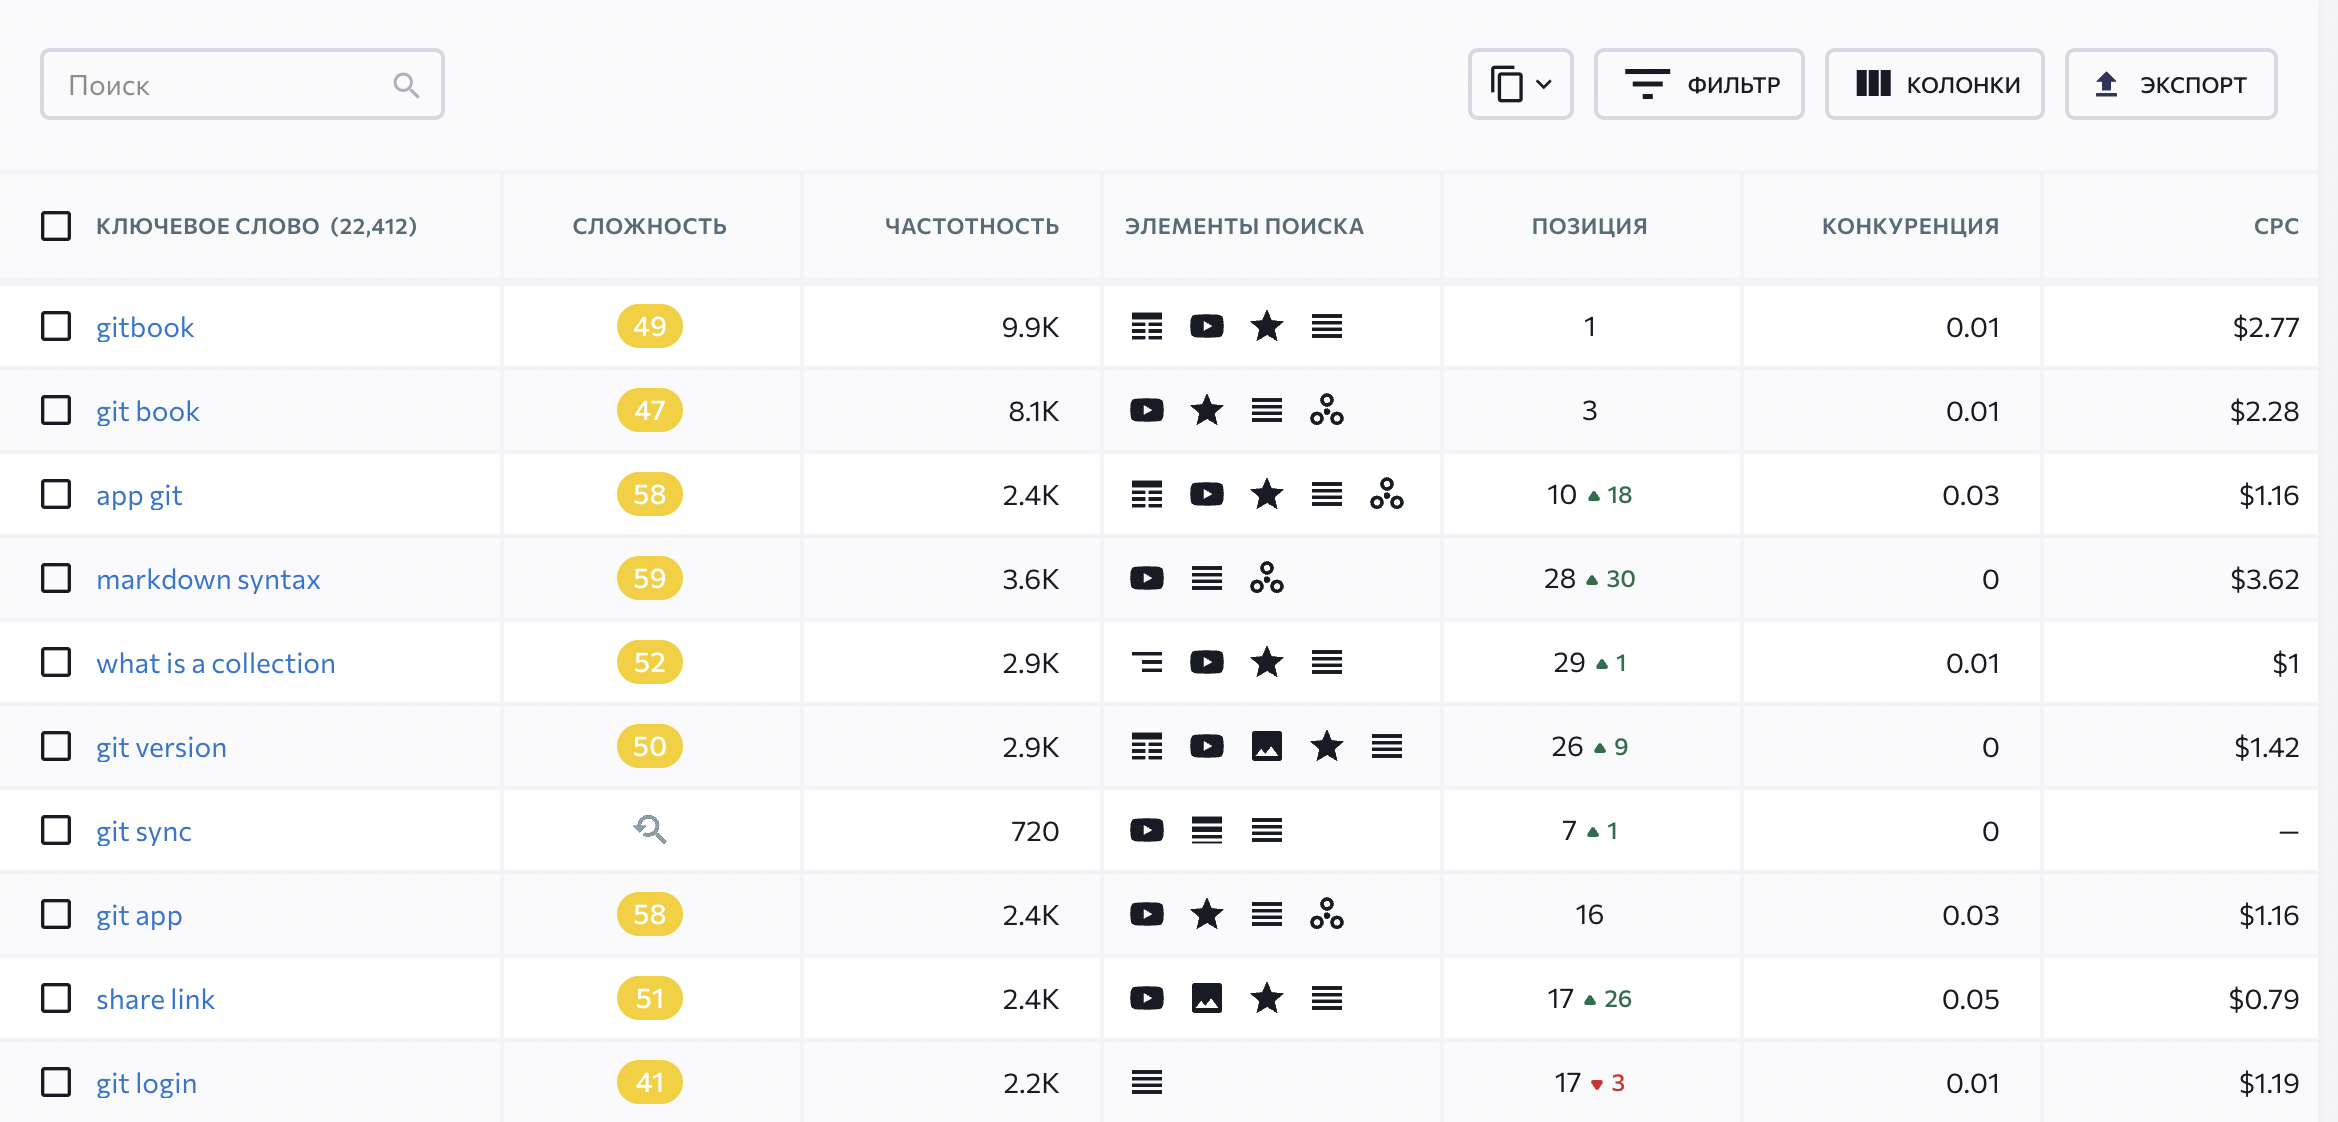 Поиск ФИЛЬТР КОЛОНКИ ЭКСПОРТ
КЛЮЧЕВОЕ СЛОВО (22,412) СЛОЖНОСТЬ ЧАСТОТНОСТЬ ЭЛЕМЕНТЫ ПОИСКА ПОЗИЦИЯ КОНКУРЕНЦИЯ CPC
gitbook 49 9.9K 1 0.01 $2.77
git book 47 8.1K 3 0.01 $2.28
app git 58 2.4K 10 ▲ 18 0.03 $1.16
markdown syntax 59 3.6K 28 ▲ 30 0 $3.62
what is a collection 52 2.9K 29 ▲ 1 0.01 $1
git version 50 2.9K 26 ▲ 9 0 $1.42
git sync 720 7 ▲ 1 0 –
git app 58 2.4K 16 0.03 $1.16
share link 51 2.4K 17 ▲ 26 0.05 $0.79
git login 41 2.2K 17 ▼ 3 0.01 $1.19